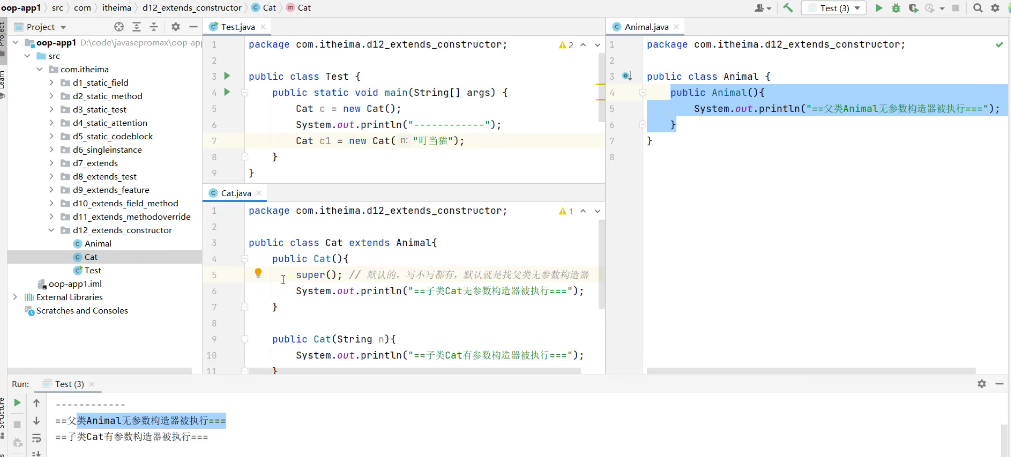 oop-app1 › src › com › itheima › d12_extends_constructor › Cat › Cat
Test (3)
Project
oop-app1 D:\code\javasepromax\oop-app
src
com.itheima
d1_static_field
d2_static_method
d3_static_test
d4_static_attention
d5_static_codeblock
d6_singleinstance
d7_extends
d8_extends_test
d9_extends_feature
d10_extends_field_method
d11_extends_methodoverride
d12_extends_constructor
Animal
Cat
Test
oop-app1.iml
External Libraries
Scratches and Consoles
Project
Learn
Structure
Test.java
1 package com.itheima.d12_extends_constructor;
2
2
3 public class Test {
4 public static void main(String[] args) {
5 Cat c = new Cat();
6 System.out.println("------------");
7 Cat c1 = new Cat( n: "叮当猫");
8 }
9 }
Cat.java
1 package com.itheima.d12_extends_constructor;
1
2
3 public class Cat extends Animal{
4 public Cat(){
5 super(); // 默认的，写不写都有，默认就是找父类无参数构造器
6 System.out.println("==子类Cat无参数构造器被执行===");
7 }
8
9 public Cat(String n){
10 System.out.println("==子类Cat有参数构造器被执行===");
11 }
Animal.java
1 package com.itheima.d12_extends_constructor;
2
3 public class Animal {
4 public Animal(){
5 System.out.println("==父类Animal无参数构造器被执行===");
6 }
7 }
8
Run: Test (3)
------------
==父类Animal无参数构造器被执行===
==子类Cat有参数构造器被执行===